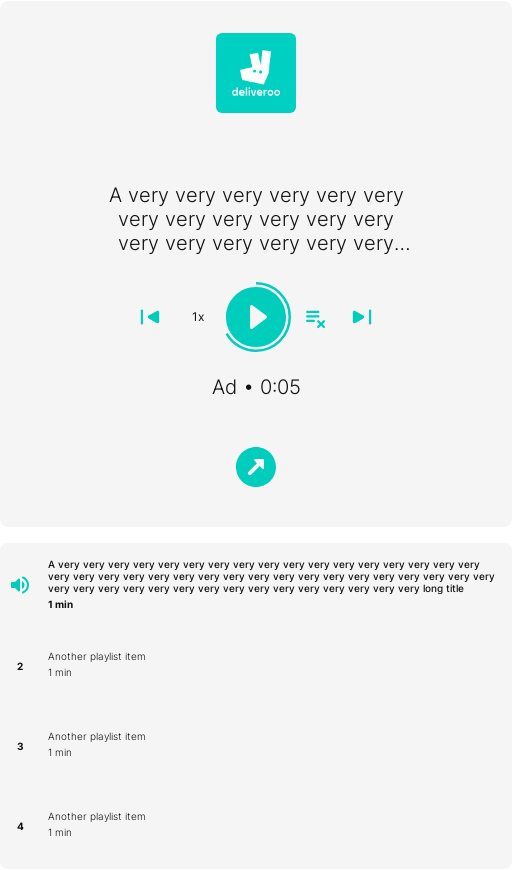 deliveroo
A very very very very very very
very very very very very very
very very very very very very...
1x
Ad • 0:05
A very very very very very very very very very very very very very very very very very
very very very very very very very very very very very very very very very very very very
very very very very very very very very very very very very very very very long title
1 min
2
Another playlist item
1 min
3
Another playlist item
1 min
4
Another playlist item
1 min